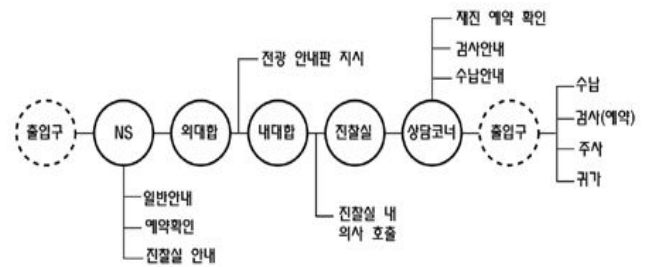 재진 예약 확인
전광 안내판 지시
검사안내
수납안내
수납
출입구
NS
외대합
내대합
진찰실
상담코너
출입구
검사(예약)
주사
귀가
일반안내
예약확인
진찰실 안내
진찰실 내
의사 호출